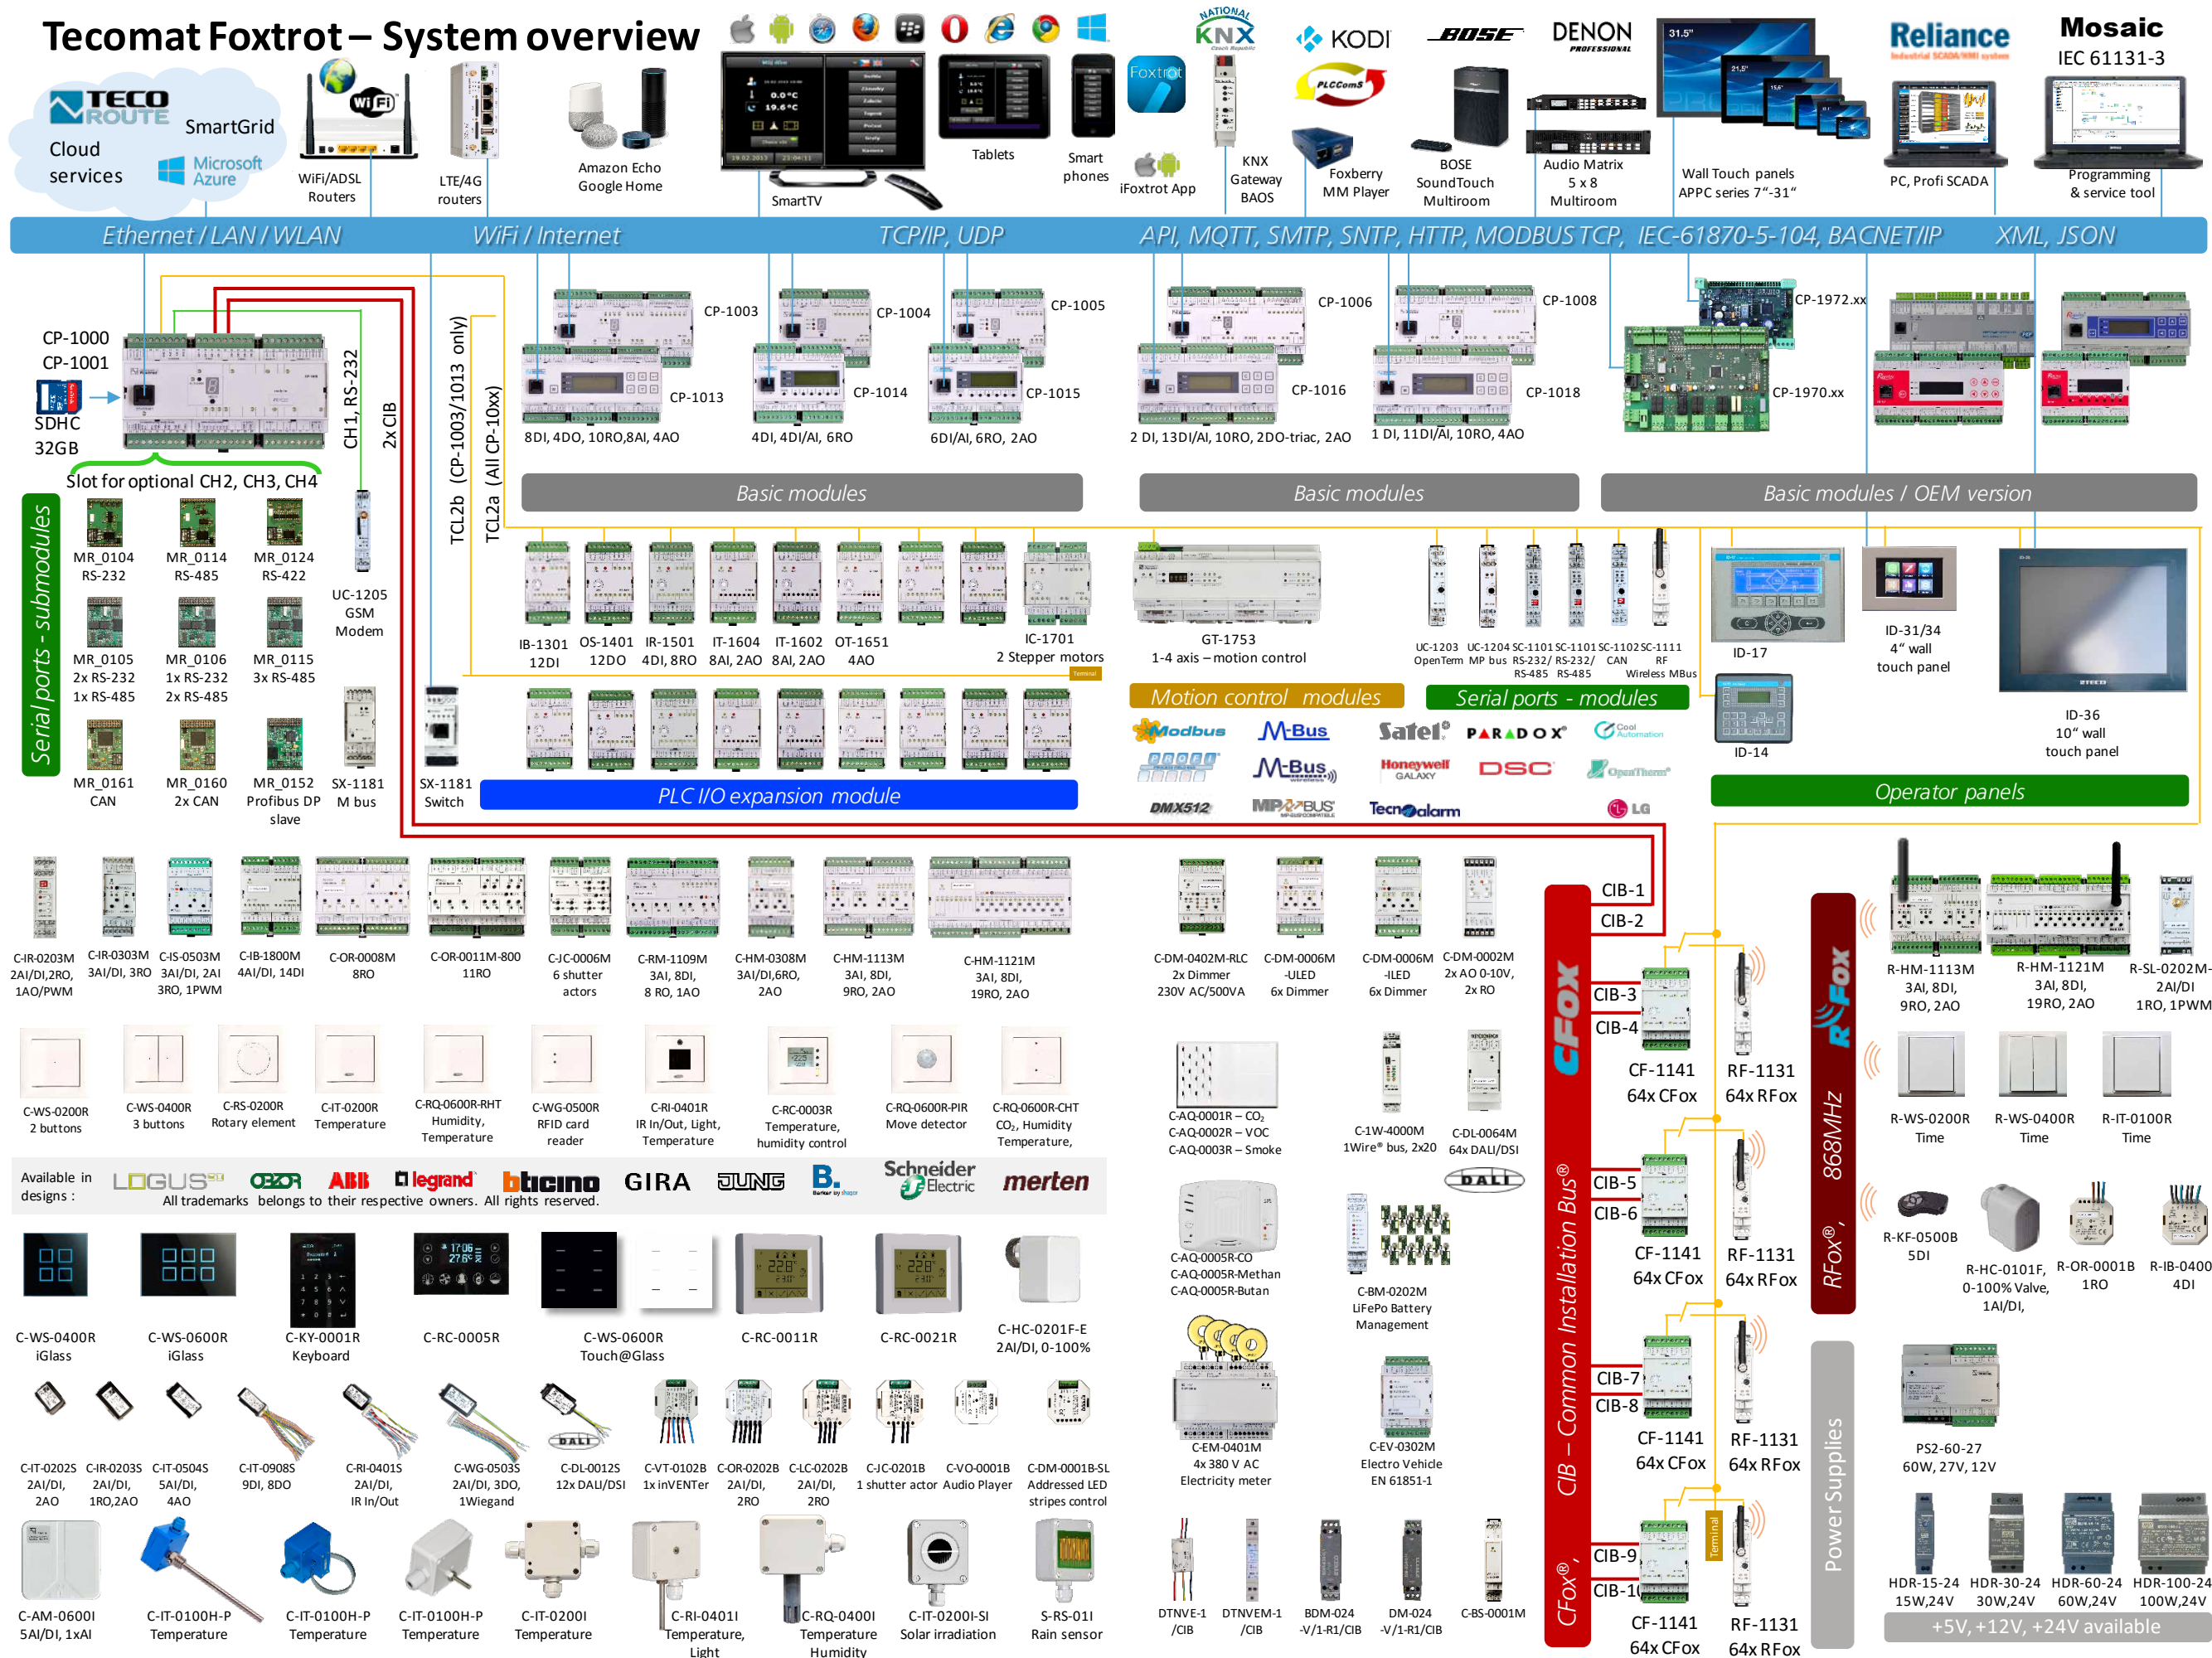 Tecomat Foxtrot – System overview
TECO
ROUTE
SmartGrid
Cloud
services
Microsoft
Azure
WiFi
WiFi/ADSL
Routers
LTE/4G
routers
Amazon Echo
Google Home
SmartTV
Tablets
Smart
phones
Foxtrot
iFoxtrot App
NATIONAL
KNX
Czech Republic
KNX
Gateway
BAOS
KODI
PLCComS
Foxberry
MM Player
BOSE
BOSE
SoundTouch
Multiroom
DENON
PROFESSIONAL
Audio Matrix
5 x 8
Multiroom
31.5"
21.5"
Wall Touch panels
APPC series 7“-31“
Reliance
Industrial SCADA/HMI system
PC, Profi SCADA
Mosaic
IEC 61131-3
Programming
& service tool
Ethernet / LAN / WLAN
WiFi / Internet
TCP/IP, UDP
API, MQTT, SMTP, SNTP, HTTP, MODBUS TCP, IEC-61870-5-104, BACNET/IP
XML, JSON
CP-1000
CP-1001
SDHC
32GB
Slot for optional CH2, CH3, CH4
CH1, RS-232
2x CIB
TCL2b (CP-1003/1013 only)
TCL2a (All CP-10xx)
CP-1003
CP-1013
8DI, 4DO, 10RO,8AI, 4AO
CP-1004
CP-1014
4DI, 4DI/AI, 6RO
CP-1005
CP-1015
6DI/AI, 6RO, 2AO
CP-1006
CP-1016
2 DI, 13DI/AI, 10RO, 2DO-triac, 2AO
CP-1008
CP-1018
1 DI, 11DI/AI, 10RO, 4AO
CP-1972.xx
CP-1970.xx
Basic modules
Basic modules
Basic modules / OEM version
Serial ports - submodules
MR_0104
RS-232
MR_0114
RS-485
MR_0124
RS-422
MR_0105
2x RS-232
1x RS-485
MR_0106
1x RS-232
2x RS-485
MR_0115
3x RS-485
MR_0161
CAN
MR_0160
2x CAN
MR_0152
Profibus DP
slave
UC-1205
GSM
Modem
SX-1181
M bus
SX-1181
Switch
IB-1301
12DI
OS-1401
12DO
IR-1501
4DI, 8RO
IT-1604
8AI, 2AO
IT-1602
8AI, 2AO
OT-1651
4AO
IC-1701
2 Stepper motors
Terminal
PLC I/O expansion module
GT-1753
1-4 axis – motion control
UC-1203
OpenTerm
UC-1204
MP bus
SC-1101
RS-232/
RS-485
SC-1101
RS-232/
RS-485
SC-1102
CAN
SC-1111
RF
Wireless MBus
Motion control modules
Serial ports - modules
Modbus
M-Bus
Satel
PARADOX
Cool
Automation
PROFI
BUS
M-Bus
wireless
Honeywell
GALAXY
DSC
OpenTherm
DMX512
MP BUS
Tecnoalarm
LG
ID-17
ID-14
ID-31/34
4“ wall
touch panel
ID-36
10“ wall
touch panel
Operator panels
C-IR-0203M
2AI/DI,2RO,
1AO/PWM
C-IR-0303M
3AI/DI, 3RO
C-IS-0503M
3AI/DI, 2AI
3RO, 1PWM
C-IB-1800M
4AI/DI, 14DI
C-OR-0008M
8RO
C-OR-0011M-800
11RO
C-JC-0006M
6 shutter
actors
C-RM-1109M
3AI, 8DI,
8 RO, 1AO
C-HM-0308M
3AI/DI,6RO,
2AO
C-HM-1113M
3AI, 8DI,
9RO, 2AO
C-HM-1121M
3AI, 8DI,
19RO, 2AO
C-DM-0402M-RLC
2x Dimmer
230V AC/500VA
C-DM-0006M
-ULED
6x Dimmer
C-DM-0006M
-ILED
6x Dimmer
C-DM-0002M
2x AO 0-10V,
2x RO
C-WS-0200R
2 buttons
C-WS-0400R
3 buttons
C-RS-0200R
Rotary element
C-IT-0200R
Temperature
C-RQ-0600R-RHT
Humidity,
Temperature
C-WG-0500R
RFID card
reader
C-RI-0401R
IR In/Out, Light,
Temperature
C-RC-0003R
Temperature,
humidity control
C-RQ-0600R-PIR
Move detector
C-RQ-0600R-CHT
CO2, Humidity
Temperature,
C-AQ-0001R – CO2
C-AQ-0002R – VOC
C-AQ-0003R – Smoke
C-1W-4000M
1Wire® bus, 2x20
C-DL-0064M
64x DALI/DSI
DALI
Available in
designs :
LOGUS
OBZOR
ABB
legrand
bticino
GIRA
JUNG
B.
Berker
Schneider
Electric
merten
All trademarks belongs to their respective owners. All rights reserved.
C-WS-0400R
iGlass
C-WS-0600R
iGlass
C-KY-0001R
Keyboard
C-RC-0005R
C-WS-0600R
Touch@Glass
C-RC-0011R
C-RC-0021R
C-HC-0201F-E
2AI/DI, 0-100%
C-AQ-0005R-CO
C-AQ-0005R-Methan
C-AQ-0005R-Butan
C-BM-0202M
LiFePo Battery
Management
C-IT-0202S
2AI/DI,
2AO
C-IR-0203S
2AI/DI,
1RO,2AO
C-IT-0504S
5AI/DI,
4AO
C-IT-0908S
9DI, 8DO
C-RI-0401S
2AI/DI,
IR In/Out
C-WG-0503S
2AI/DI, 3DO,
1Wiegand
DALI
C-DL-0012S
12x DALI/DSI
C-VT-0102B
1x inVENTer
C-OR-0202B
2AI/DI,
2RO
C-LC-0202B
2AI/DI,
2RO
C-JC-0201B
1 shutter actor
C-VO-0001B
Audio Player
C-DM-0001B-SL
Addressed LED
stripes control
C-EM-0401M
4x 380 V AC
Electricity meter
C-EV-0302M
Electro Vehicle
EN 61851-1
C-AM-0600I
5AI/DI, 1xAI
C-IT-0100H-P
Temperature
C-IT-0100H-P
Temperature
C-IT-0100H-P
Temperature
C-IT-0200I
Temperature
C-RI-0401I
Temperature,
Light
C-RQ-0400I
Temperature
Humidity
C-IT-0200I-SI
Solar irradiation
S-RS-01I
Rain sensor
DTNVE-1
/CIB
DTNVEM-1
/CIB
BDM-024
-V/1-R1/CIB
DM-024
-V/1-R1/CIB
C-BS-0001M
CFox
CFox®, CIB – Common Installation Bus®
CIB-1
CIB-2
CIB-3
CIB-4
CF-1141
64x CFox
RF-1131
64x RFox
CIB-5
CIB-6
CF-1141
64x CFox
RF-1131
64x RFox
CIB-7
CIB-8
CF-1141
64x CFox
RF-1131
64x RFox
CIB-9
CIB-10
Terminal
CF-1141
64x CFox
RF-1131
64x RFox
RFox
RFox®, 868MHz
R-HM-1113M
3AI, 8DI,
9RO, 2AO
R-HM-1121M
3AI, 8DI,
19RO, 2AO
R-SL-0202M-
2AI/DI
1RO, 1PWM
R-WS-0200R
Time
R-WS-0400R
Time
R-IT-0100R
Time
R-KF-0500B
5DI
R-HC-0101F,
0-100% Valve,
1AI/DI,
R-OR-0001B
1RO
R-IB-0400
4DI
Power Supplies
PS2-60-27
60W, 27V, 12V
HDR-15-24
15W,24V
HDR-30-24
30W,24V
HDR-60-24
60W,24V
HDR-100-24
100W,24V
+5V, +12V, +24V available